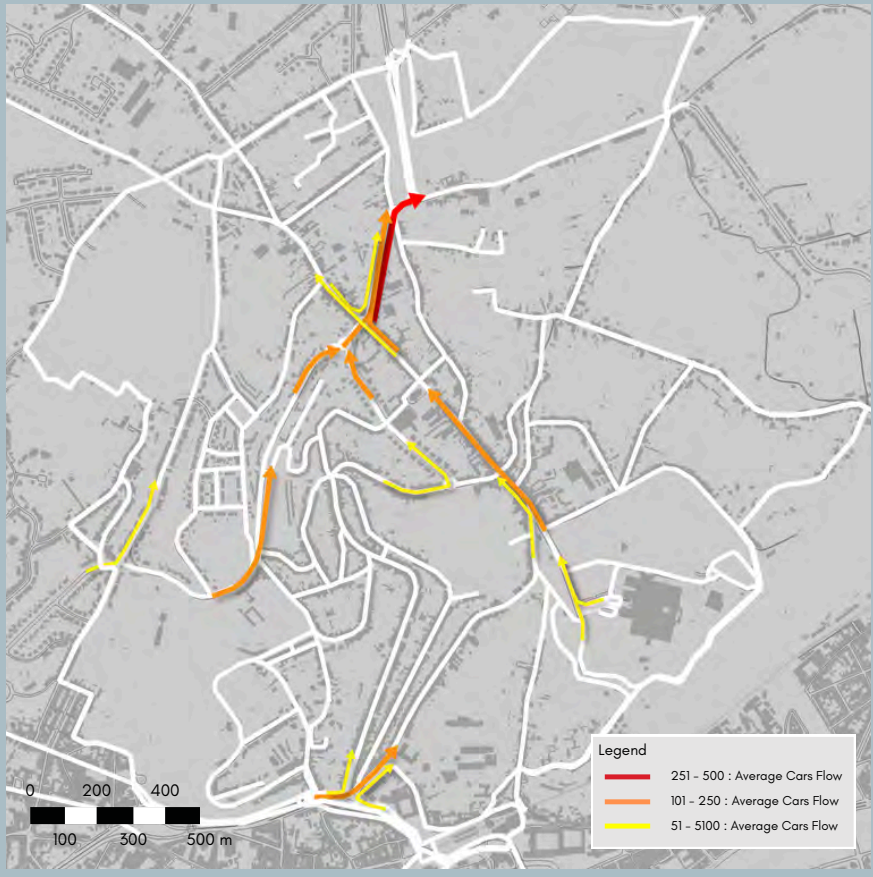 Legend
251 - 500 : Average Cars Flow
101 - 250 : Average Cars Flow
51 - 5100 : Average Cars Flow
0 200 400
100 300 500 m